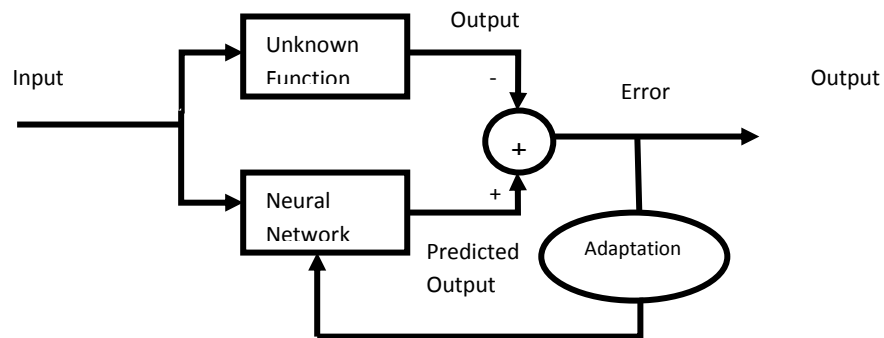 Input
Unknown
Function
Output
-
+
+
Error
Output
Neural
Network
Predicted
Output
Adaptation